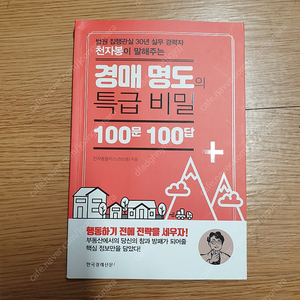 법원 집행관실 30년 실무 경력자
천자봉이 말해주는
경매 명도의
특급 비밀
100문 100답
행동하기 전에 전략을 세우자!
부동산에서의 당신의 창과 방패가 되어줄
핵심 정보만을 담았다!
한국경제신문i